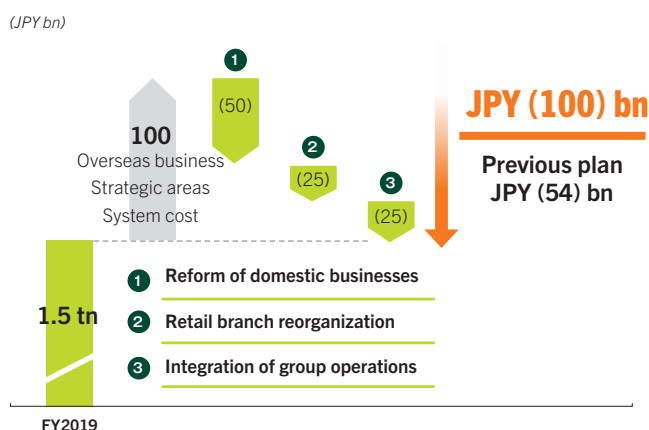 (JPY bn)
1
(50)
JPY (100) bn
100
Overseas business
Strategic areas
System cost
2
(25)
Previous plan
JPY (54) bn
3
(25)
1 Reform of domestic businesses
1.5 tn
2 Retail branch reorganization
3 Integration of group operations
FY2019